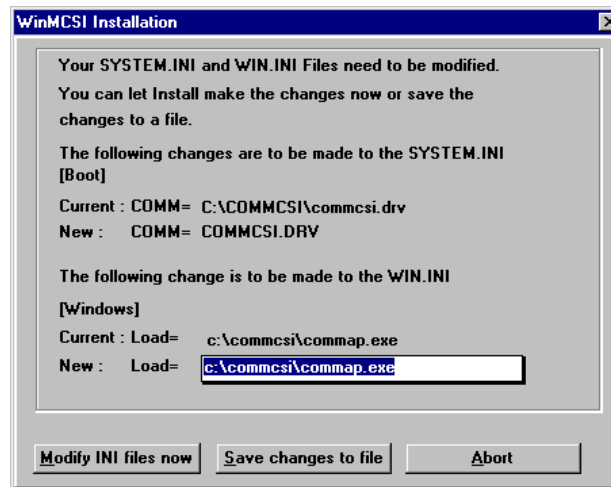 WinMCSI Installation
Your SYSTEM.INI and WIN.INI Files need to be modified.
You can let Install make the changes now or save the
changes to a file.
The following changes are to be made to the SYSTEM.INI
[Boot]
Current : COMM= C:\COMMCSI\commcsi.drv
New : COMM= COMMCSI.DRV
The following change is to be made to the WIN.INI
[Windows]
Current : Load= c:\commcsi\commap.exe
New : Load= c:\commcsi\commap.exe
Modify INI files now Save changes to file Abort